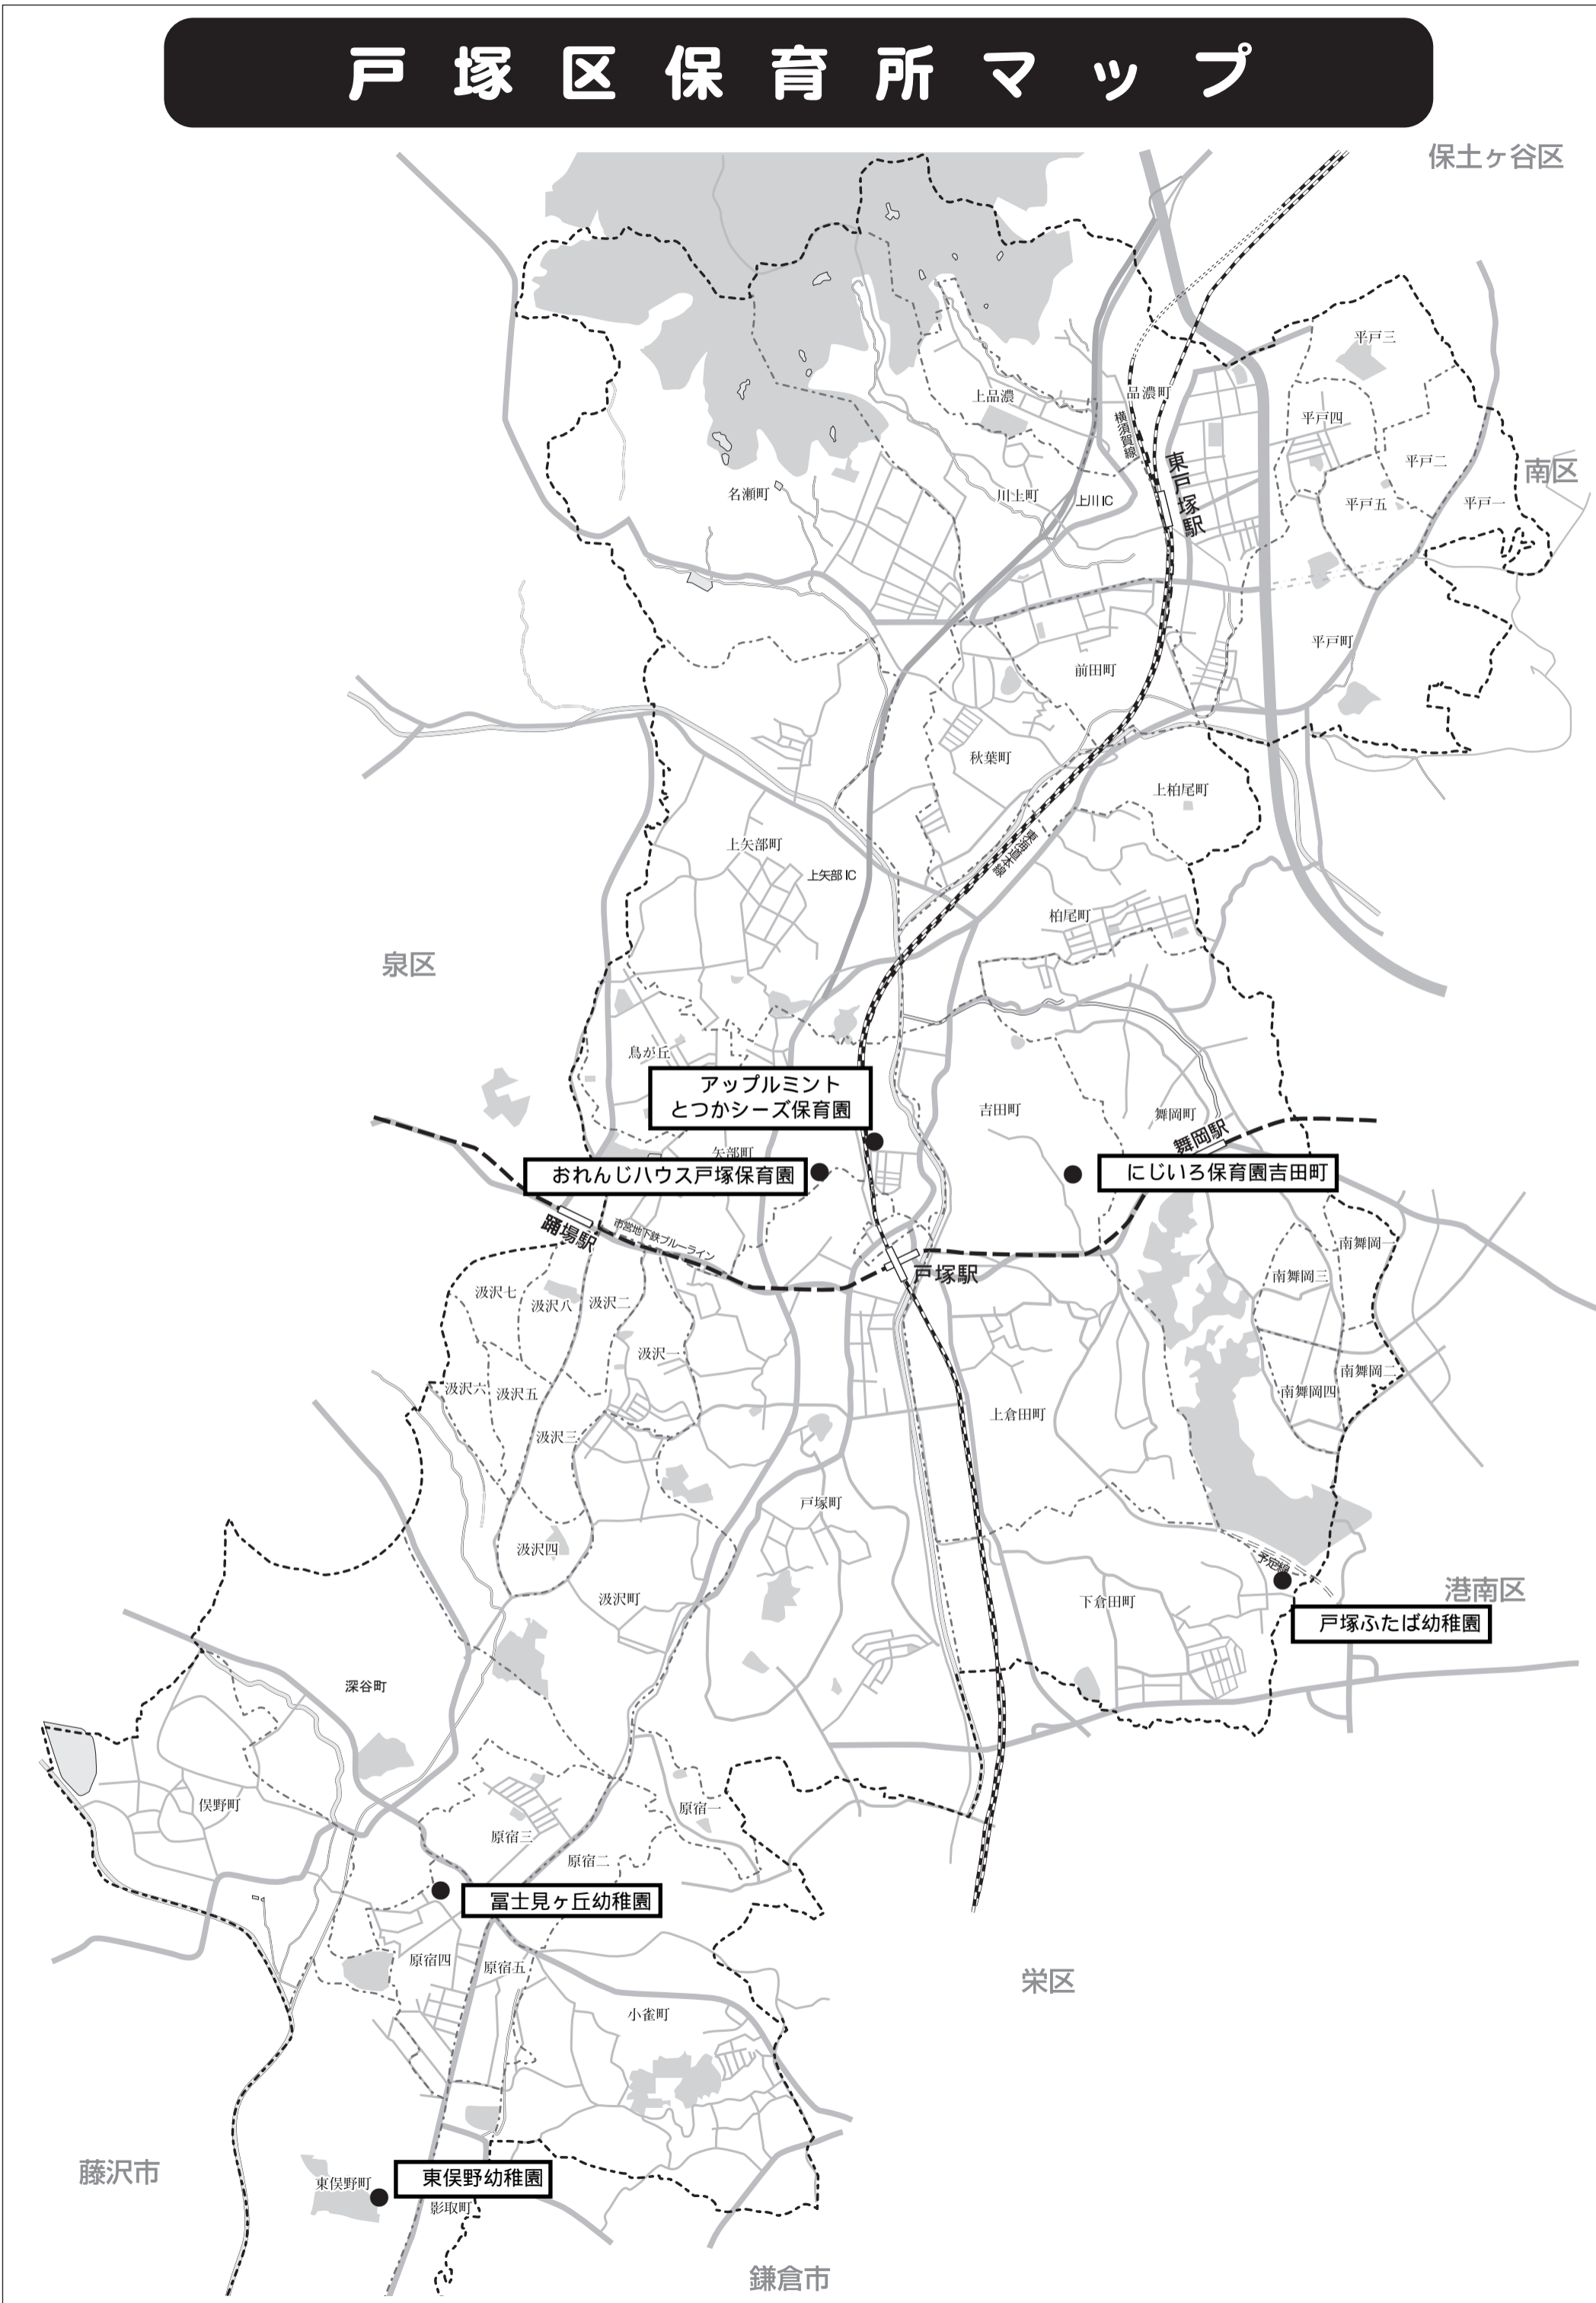 戸塚区保育所マップ
保土ヶ谷区
平戸三
上品濃
品濃町
平戸四
横須賀線
平戸二
南区
東戸塚駅
名瀬町
川上町
上川IC
平戸五
平戸一
平戸町
前田町
秋葉町
上柏尾町
東海道本線
上矢部町
上矢部IC
柏尾町
泉区
鳥が丘
アップルミント
とつかシーズ保育園
吉田町
舞岡町
舞岡駅
矢部町
おれんじハウス戸塚保育園
にじいろ保育園吉田町
踊場駅
市営地下鉄ブルーライン
戸塚駅
南舞岡一
南舞岡三
汲沢七
汲沢八
汲沢二
汲沢一
南舞岡二
汲沢六
汲沢五
南舞岡四
上倉田町
汲沢三
戸塚町
汲沢四
予定線
汲沢町
下倉田町
港南区
戸塚ふたば幼稚園
深谷町
俣野町
原宿一
原宿三
原宿二
冨士見ヶ丘幼稚園
原宿四
原宿五
栄区
小雀町
藤沢市
東俣野町
東俣野幼稚園
影取町
鎌倉市